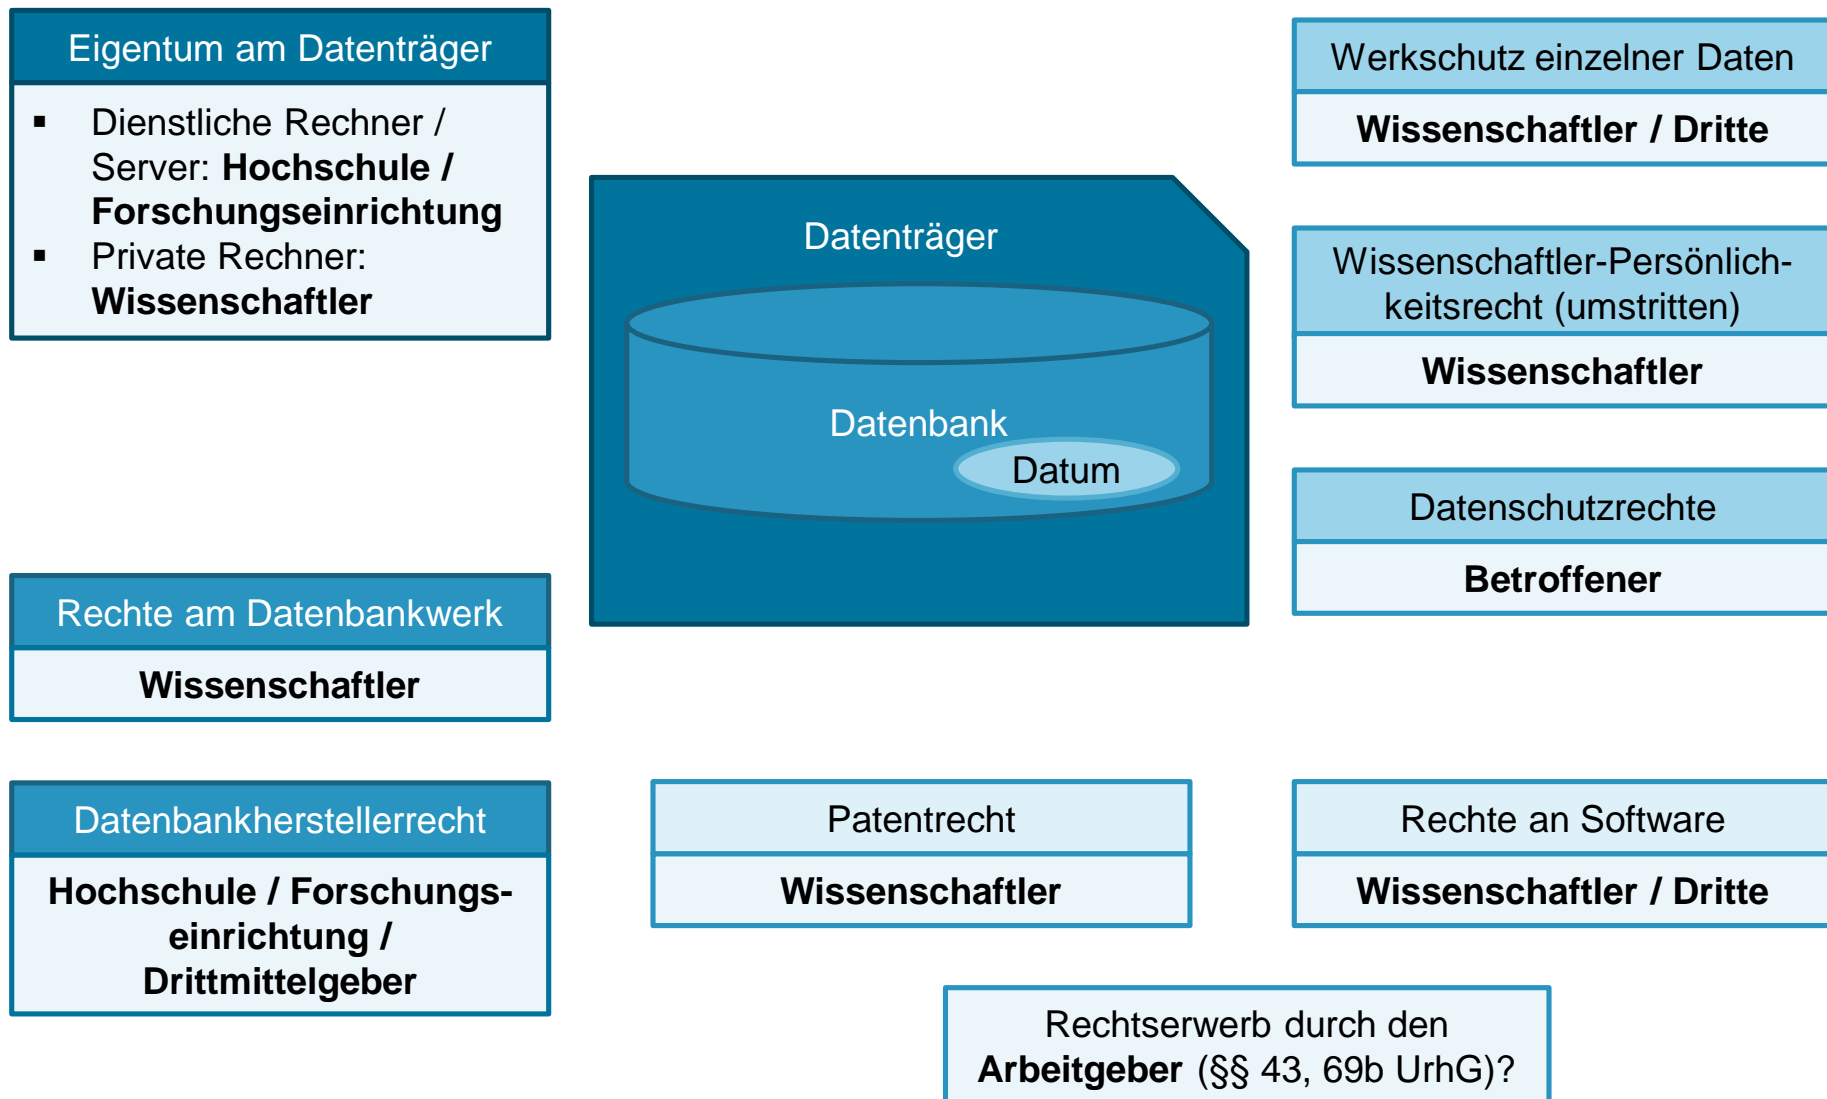 Eigentum am Datenträger
▪ Dienstliche Rechner /
Server: Hochschule /
Forschungseinrichtung
▪ Private Rechner:
Wissenschaftler
Rechte am Datenbankwerk
Wissenschaftler
Datenbankherstellerrecht
Hochschule / Forschungs-
einrichtung /
Drittmittelgeber
Datenträger
Datenbank
Datum
Patentrecht
Wissenschaftler
Werkschutz einzelner Daten
Wissenschaftler / Dritte
Wissenschaftler-Persönlich-
keitsrecht (umstritten)
Wissenschaftler
Datenschutzrechte
Betroffener
Rechte an Software
Wissenschaftler / Dritte
Rechtserwerb durch den
Arbeitgeber (§§ 43, 69b UrhG)?